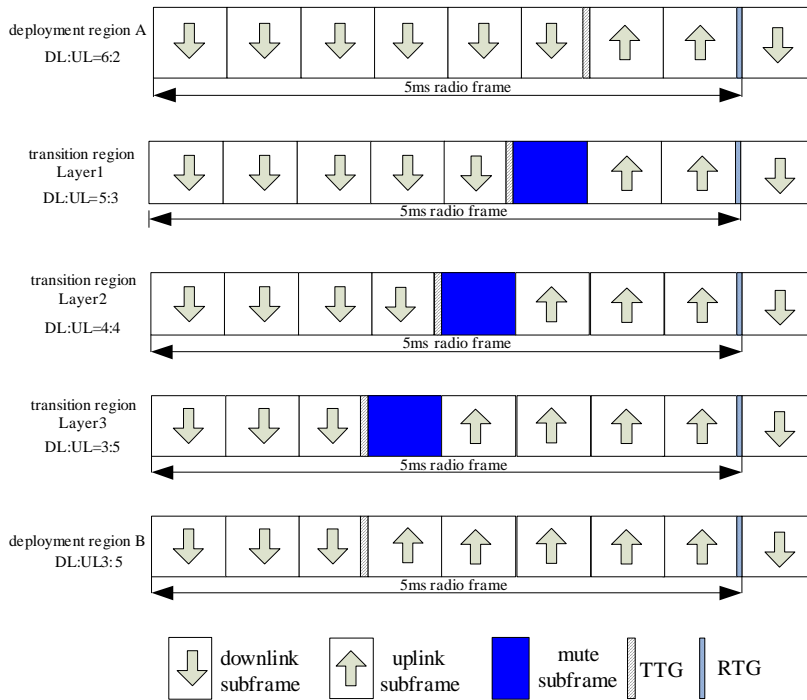 deployment region A
DL:UL=6:2
5ms radio frame
transition region
Layer1
DL:UL=5:3
5ms radio frame
transition region
Layer2
DL:UL=4:4
5ms radio frame
transition region
Layer3
DL:UL=3:5
5ms radio frame
deployment region B
DL:UL3:5
5ms radio frame
downlink subframe
uplink subframe
mute subframe
TTG
RTG